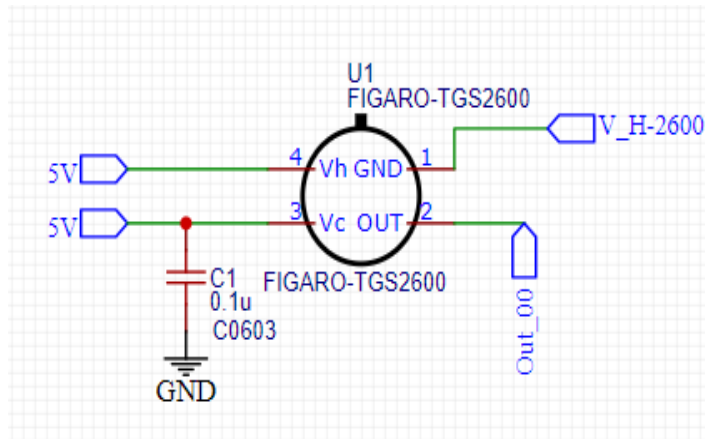 U1
FIGARO-TGS2600
V_H-2600
5V
4
Vh GND
1
5V
3
Vc OUT
2
C1
0.1u
C0603
FIGARO-TGS2600
Out_00
GND